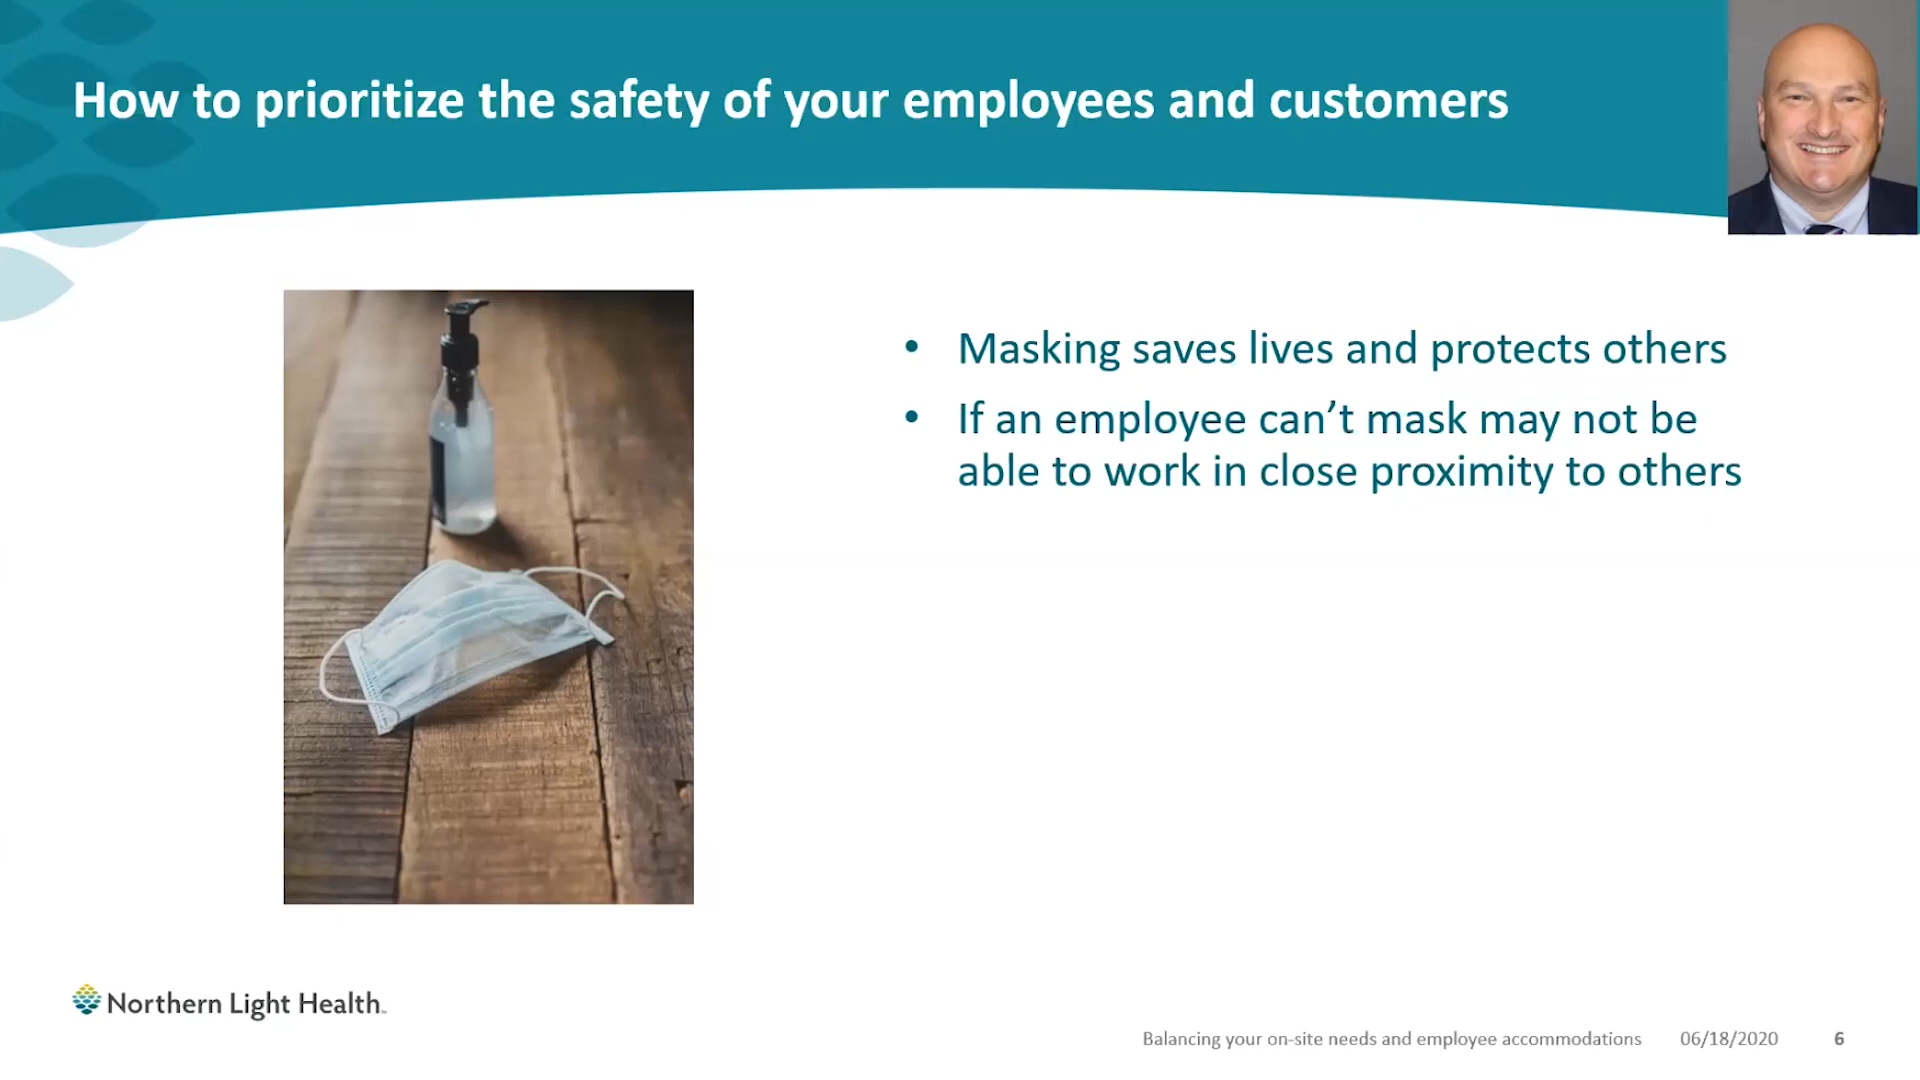 How to prioritize the safety of your employees and customers
• Masking saves lives and protects others
• If an employee can’t mask may not be
able to work in close proximity to others
Northern Light Health
Balancing your on-site needs and employee accommodations 06/18/2020 6